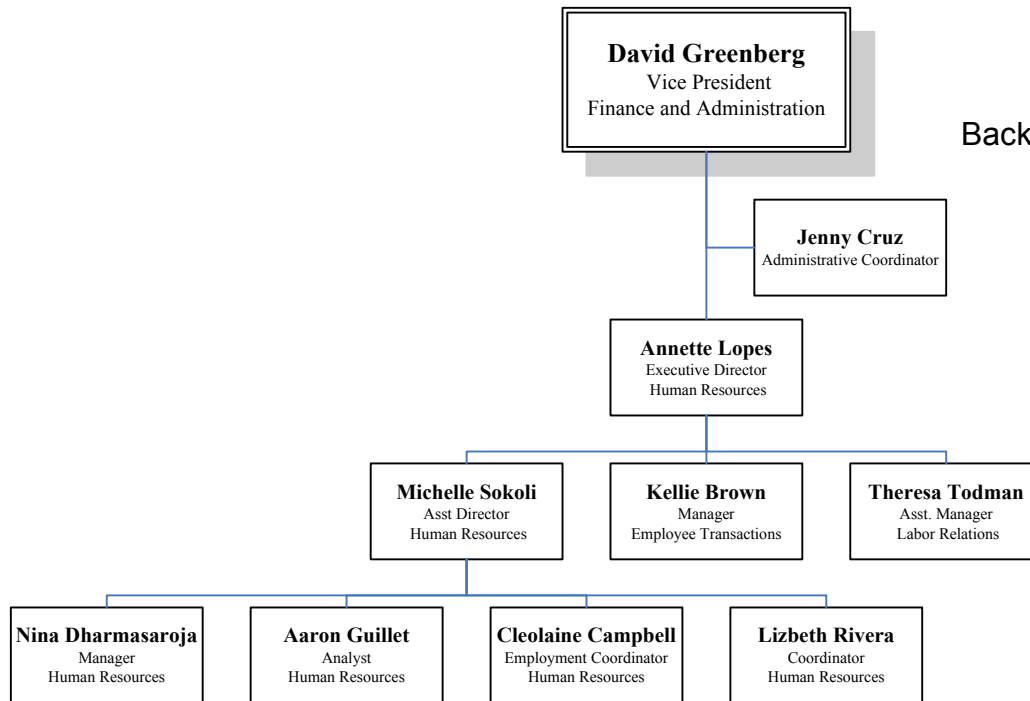 David Greenberg
Vice President
Finance and Administration
Back
Jenny Cruz
Administrative Coordinator
Annette Lopes
Executive Director
Human Resources
Michelle Sokoli
Asst Director
Human Resources
Kellie Brown
Manager
Employee Transactions
Theresa Todman
Asst. Manager
Labor Relations
Nina Dharmasaroja
Manager
Human Resources
Aaron Guillet
Analyst
Human Resources
Cleolaine Campbell
Employment Coordinator
Human Resources
Lizbeth Rivera
Coordinator
Human Resources